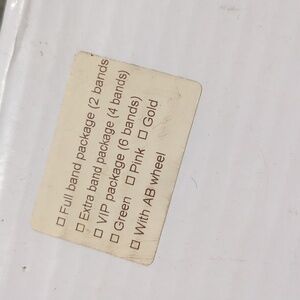 □ Full band package (2 bands
□ Extra band package (4 bands)
□ VIP package (6 bands)
□ Green □ Pink □ Gold
□ With AB wheel